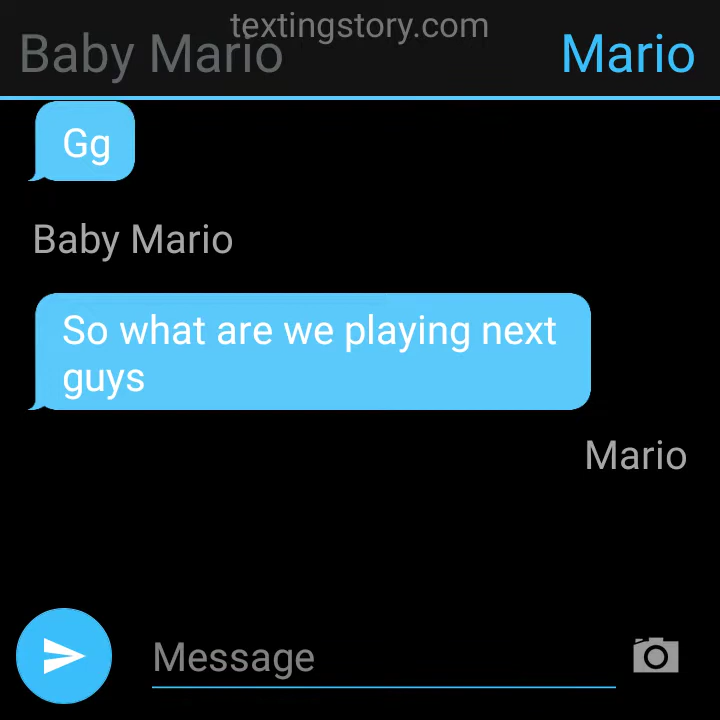 textingstory.com
Baby Mario
Mario
Gg
Baby Mario
So what are we playing next
guys
Mario
Message